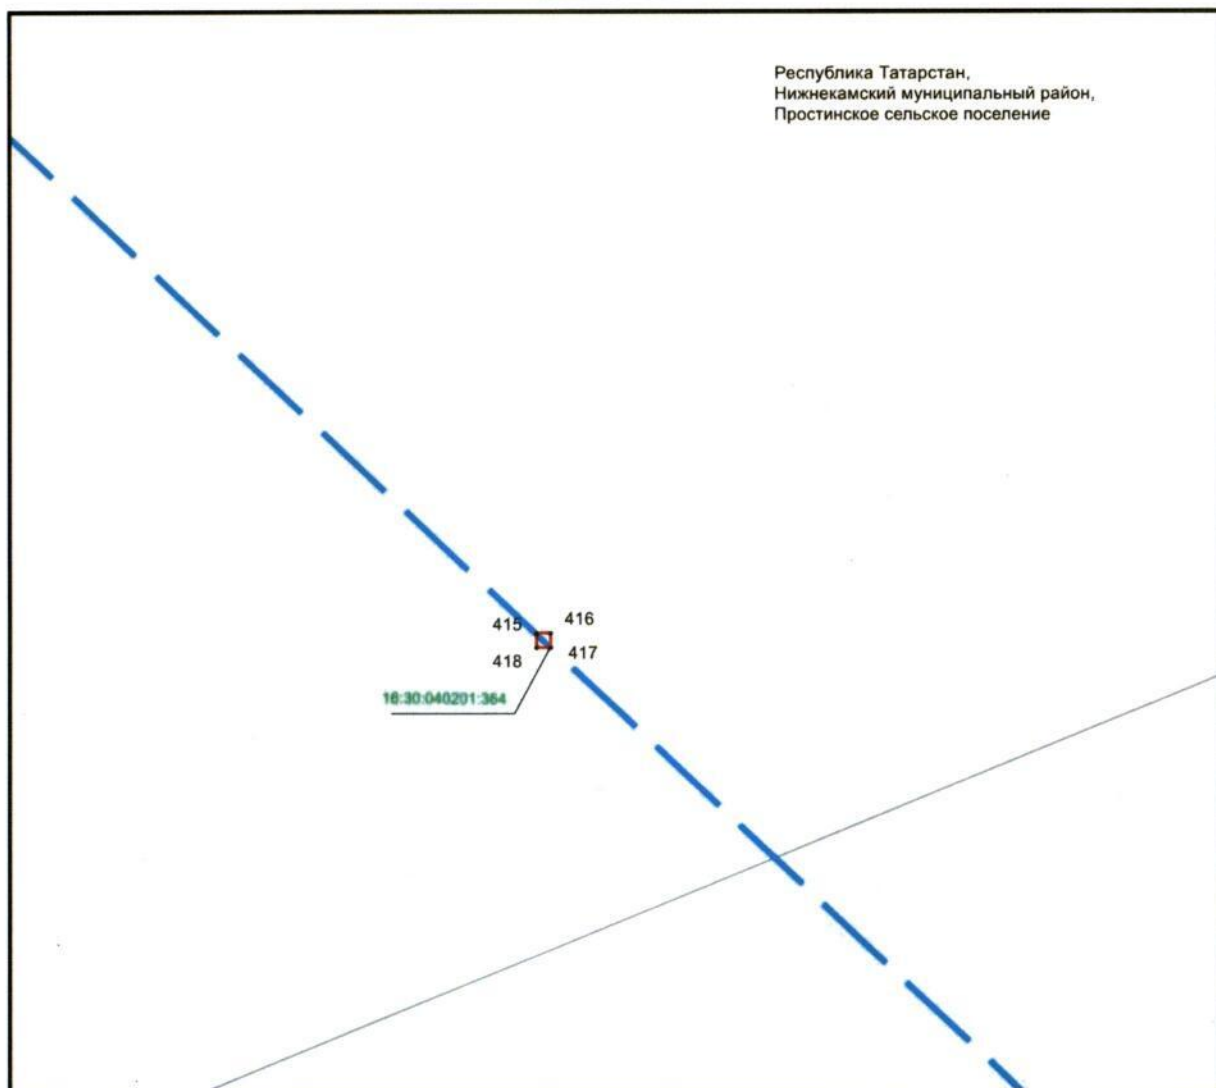 Республика Татарстан,
Нижнекамский муниципальный район,
Простинское сельское поселение
415 416
418 417
16:30:040201:364